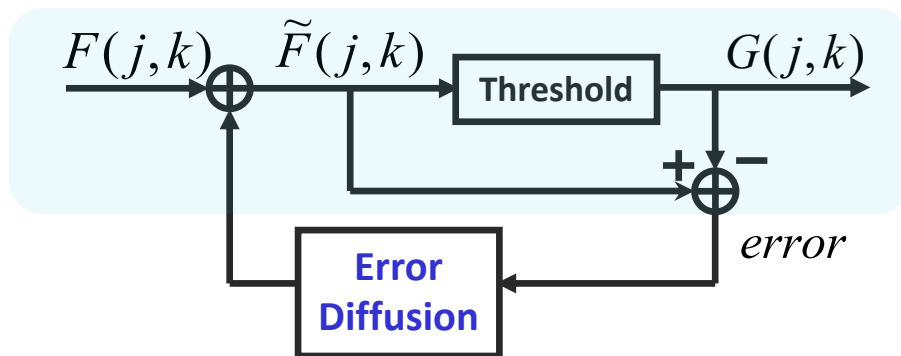 F(j,k)
F̃(j,k)
G(j,k)
Threshold
+
−
error
Error
Diffusion